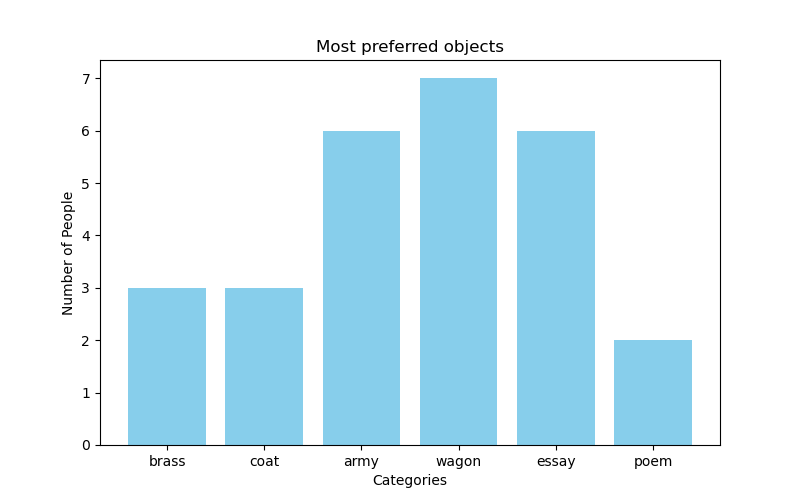 Most preferred objects
Number of People
7
6
5
4
3
2
1
0
brass coat army wagon essay poem
Categories